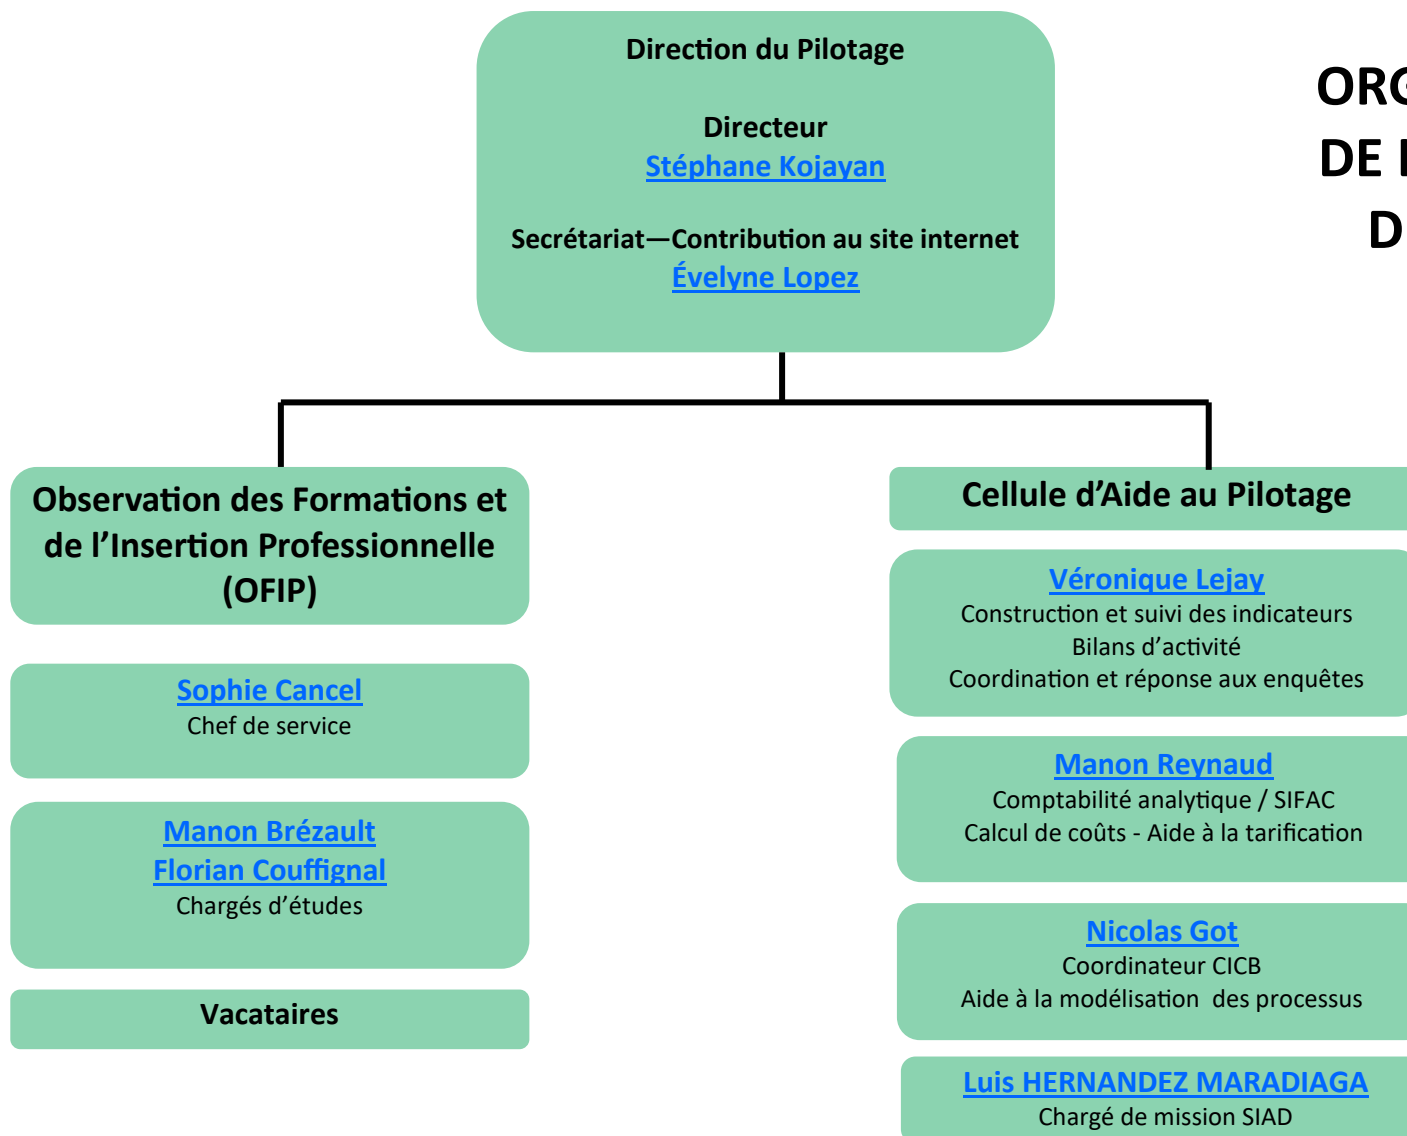 Direction du Pilotage
Directeur
Stéphane Kojayan
Secrétariat—Contribution au site internet
Évelyne Lopez
DE
Observation des Formations et
de l’Insertion Professionnelle
(OFIP)
Sophie Cancel
Chef de service
Manon Brézault
Florian Couffignal
Chargés d’études
Vacataires
Cellule d’Aide au Pilotage
Véronique Lejay
Construction et suivi des indicateurs
Bilans d’activité
Coordination et réponse aux enquêtes
Manon Reynaud
Comptabilité analytique / SIFAC
Calcul de coûts - Aide à la tarification
Nicolas Got
Coordinateur CICB
Aide à la modélisation des processus
Luis HERNANDEZ MARADIAGA
Chargé de mission SIAD